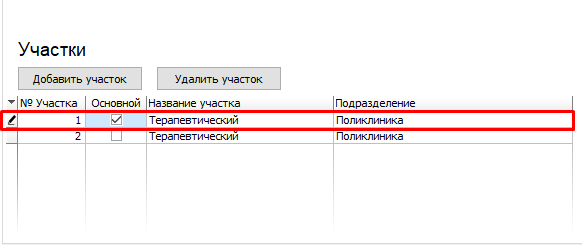 Участки
Добавить участок Удалить участок
№ Участка Основной Название участка Подразделение
1 Терапевтический Поликлиника
2 Терапевтический Поликлиника